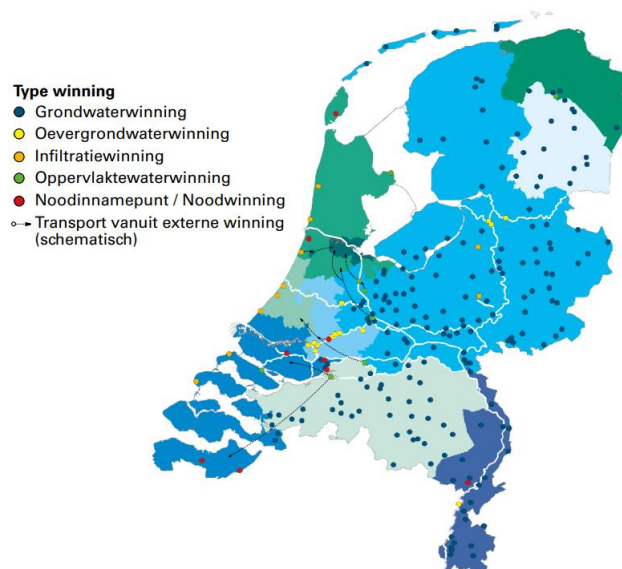 Type winning
Grondwaterwinning
Oevergrondwaterwinning
Infiltratiewinning
Oppervlaktewaterwinning
Noodinnamepunt / Noodwinning
Transport vanuit externe winning
(schematisch)